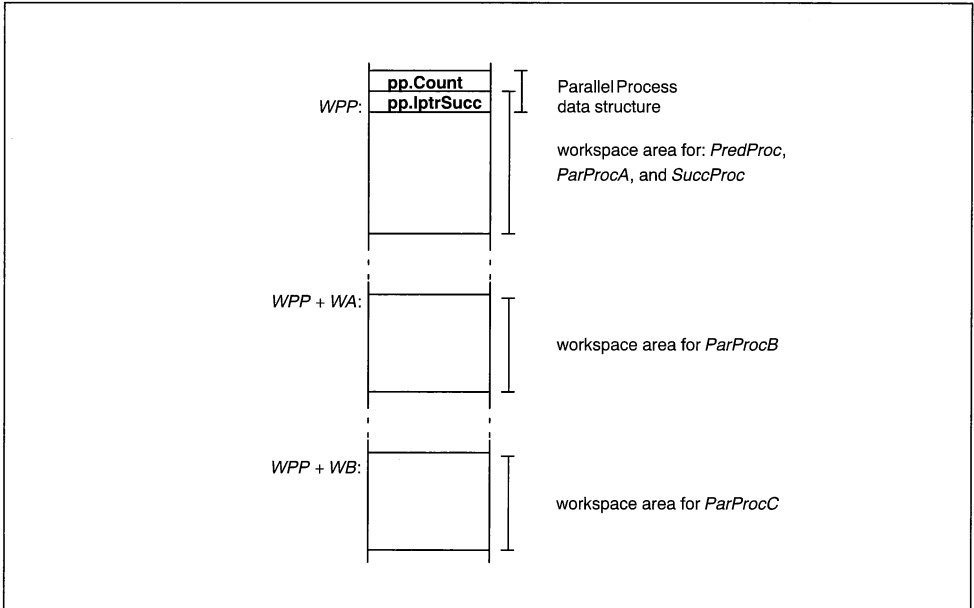 pp.Count
WPP: pp.IptrSucc
Parallel Process
data structure
workspace area for: PredProc,
ParProcA, and SuccProc
WPP + WA:
workspace area for ParProcB
WPP + WB:
workspace area for ParProcC